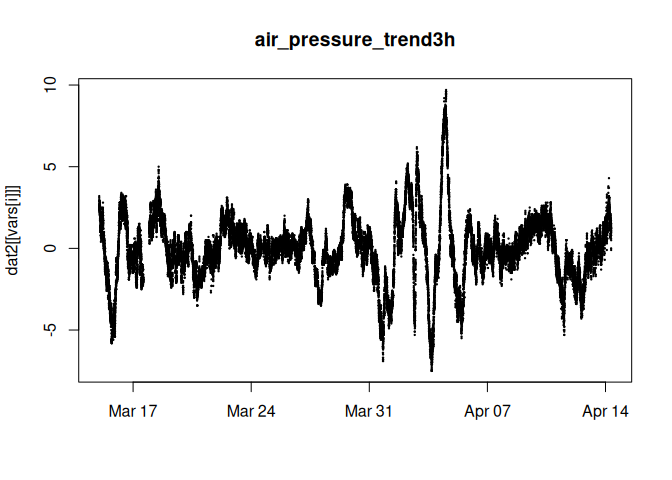 air_pressure_trend3h
dat2[[vars[i]]]
10
5
0
-5
Mar 17
Mar 24
Mar 31
Apr 07
Apr 14